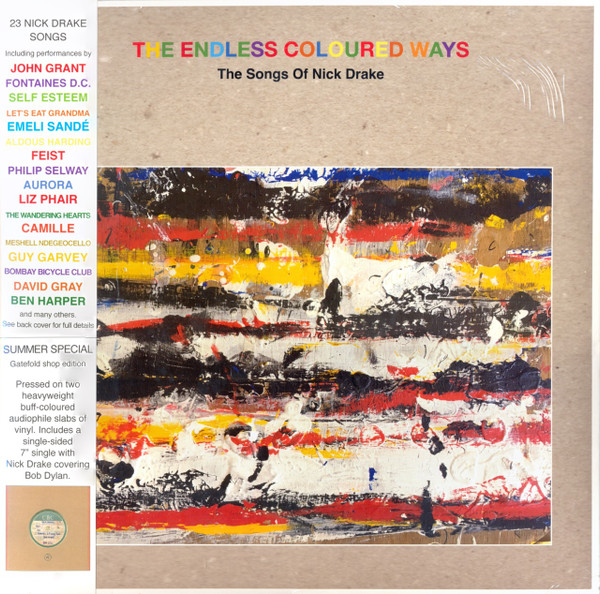 23 NICK DRAKE
SONGS
Including performances by
JOHN GRANT
FONTAINES D.C.
SELF ESTEEM
LET'S EAT GRANDMA
EMELI SANDÉ
ALDOUS HARDING
FEIST
PHILIP SELWAY
AURORA
LIZ PHAIR
THE WANDERING HEARTS
CAMILLE
MESHELL NDEGEOCELLO
GUY GARVEY
BOMBAY BICYCLE CLUB
DAVID GRAY
BEN HARPER
and many others.
See back cover for full details
SUMMER SPECIAL
Gatefold shop edition
Pressed on two
heavyweight
buff-coloured
audiophile slabs of
vinyl. Includes a
single-sided
7" single with
Nick Drake covering
Bob Dylan.
THE ENDLESS COLOURED WAYS
The Songs Of Nick Drake